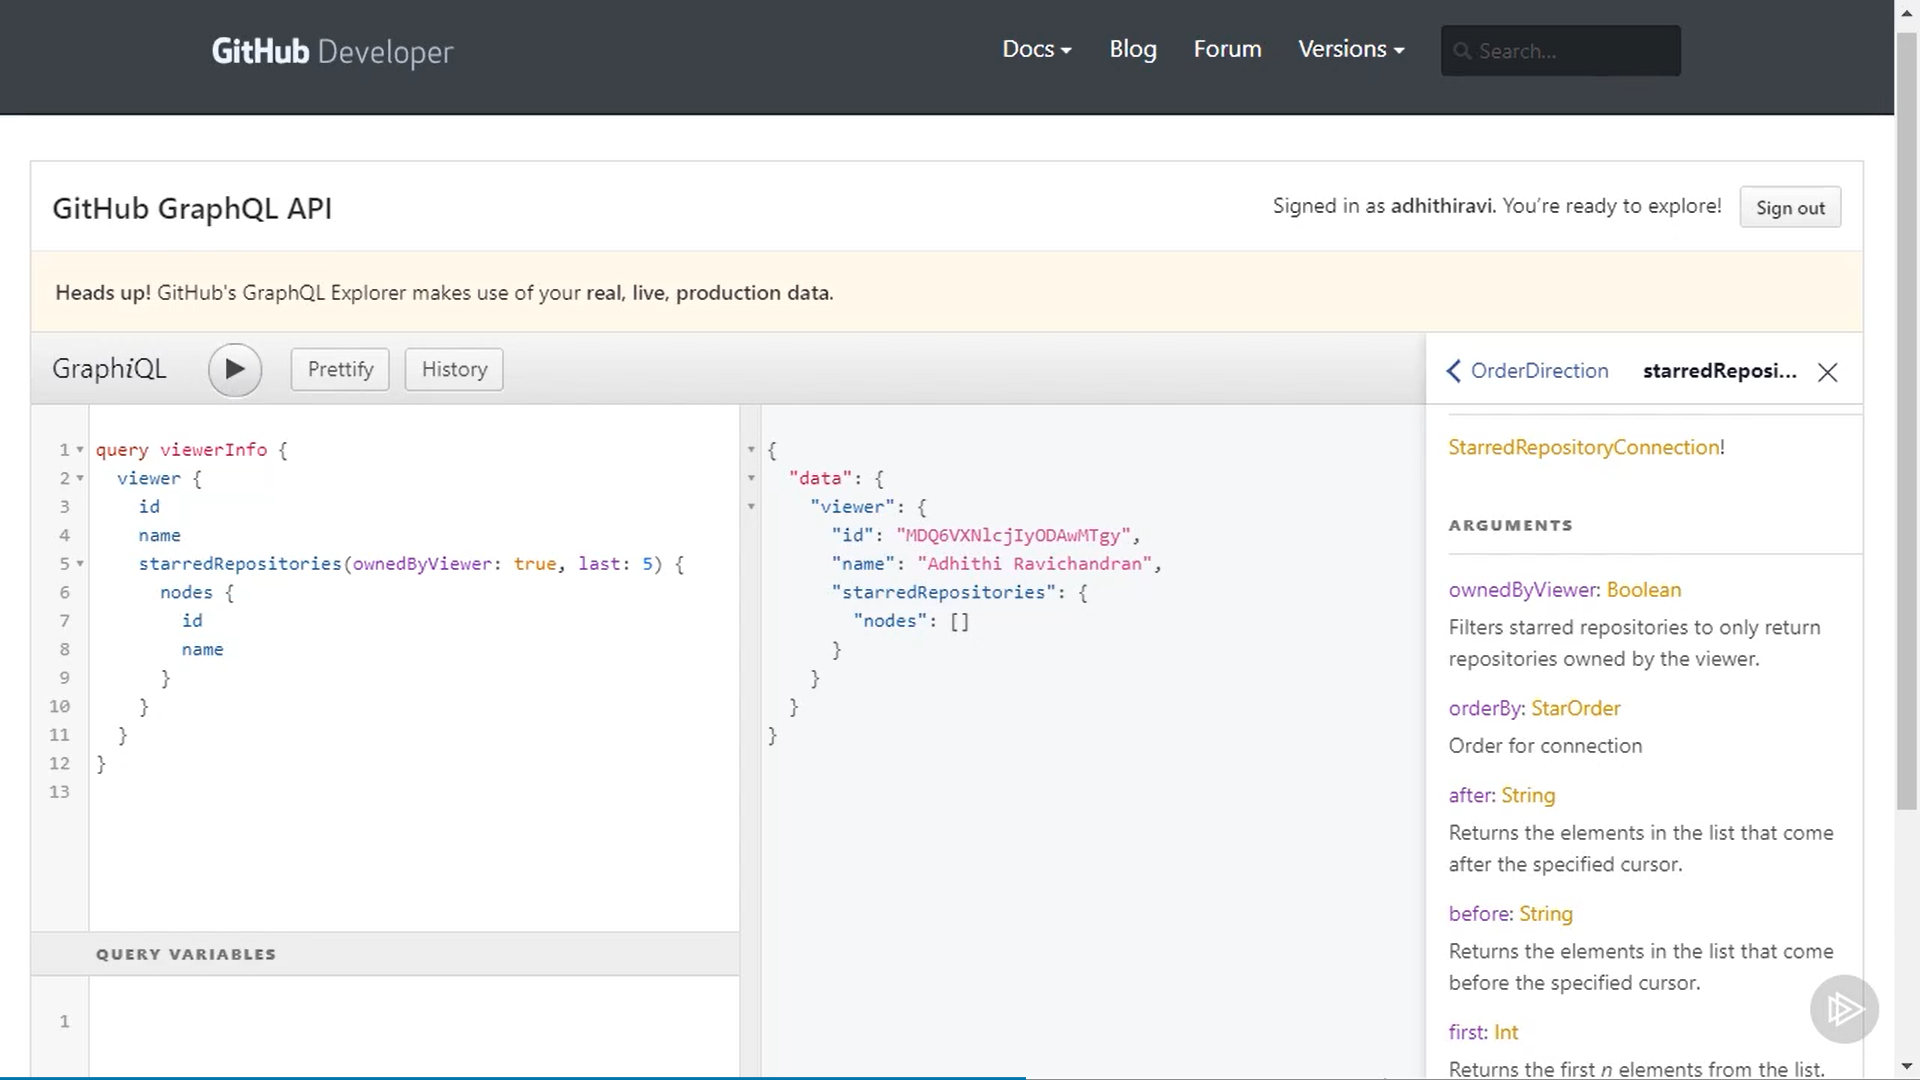 GitHub Developer
Docs Blog Forum Versions Search...
GitHub GraphQL API
Signed in as adhithiravi. You’re ready to explore! Sign out
Heads up! GitHub's GraphQL Explorer makes use of your real, live, production data.
GraphiQL Prettify History
OrderDirection starredReposi...
1 query viewerInfo {
2 viewer {
3 id
4 name
5 starredRepositories(ownedByViewer: true, last: 5) {
6 nodes {
7 id
8 name
9 }
10 }
11 }
12 }
13
QUERY VARIABLES
1
{
"data": {
"viewer": {
"id": "MDQ6VXNlcjIyODAwMTgy",
"name": "Adhithi Ravichandran",
"starredRepositories": {
"nodes": []
}
}
}
}
StarredRepositoryConnection!
ARGUMENTS
ownedByViewer: Boolean
Filters starred repositories to only return
repositories owned by the viewer.
orderBy: StarOrder
Order for connection
after: String
Returns the elements in the list that come
after the specified cursor.
before: String
Returns the elements in the list that come
before the specified cursor.
first: Int
Returns the first n elements from the list.